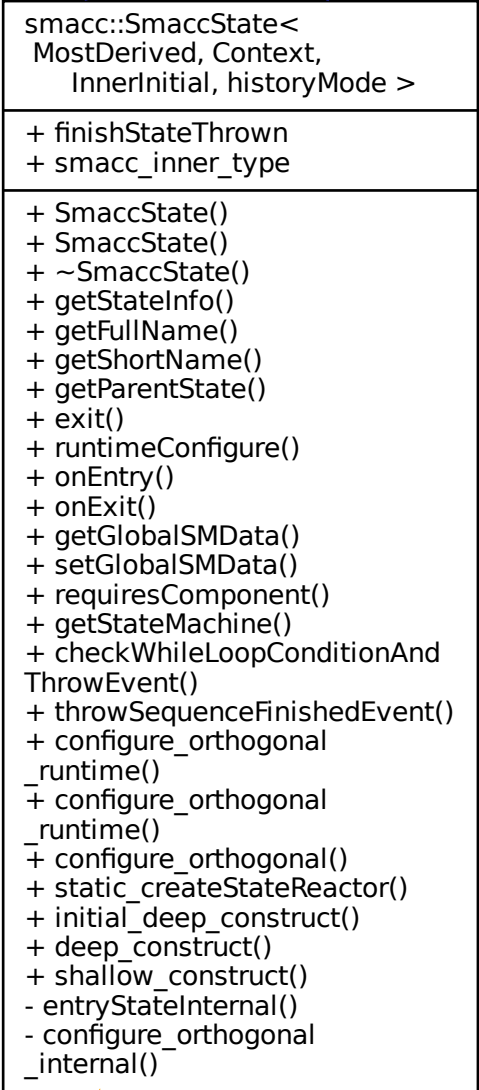 smacc::SmaccState<
MostDerived, Context,
InnerInitial, historyMode >
+ finishStateThrown
+ smacc_inner_type
+ SmaccState()
+ SmaccState()
+ ~SmaccState()
+ getStateInfo()
+ getFullName()
+ getShortName()
+ getParentState()
+ exit()
+ runtimeConfigure()
+ onEntry()
+ onExit()
+ getGlobalSMData()
+ setGlobalSMData()
+ requiresComponent()
+ getStateMachine()
+ checkWhileLoopConditionAnd
ThrowEvent()
+ throwSequenceFinishedEvent()
+ configure_orthogonal
_runtime()
+ configure_orthogonal
_runtime()
+ configure_orthogonal()
+ static_createStateReactor()
+ initial_deep_construct()
+ deep_construct()
+ shallow_construct()
- entryStateInternal()
- configure_orthogonal
_internal()